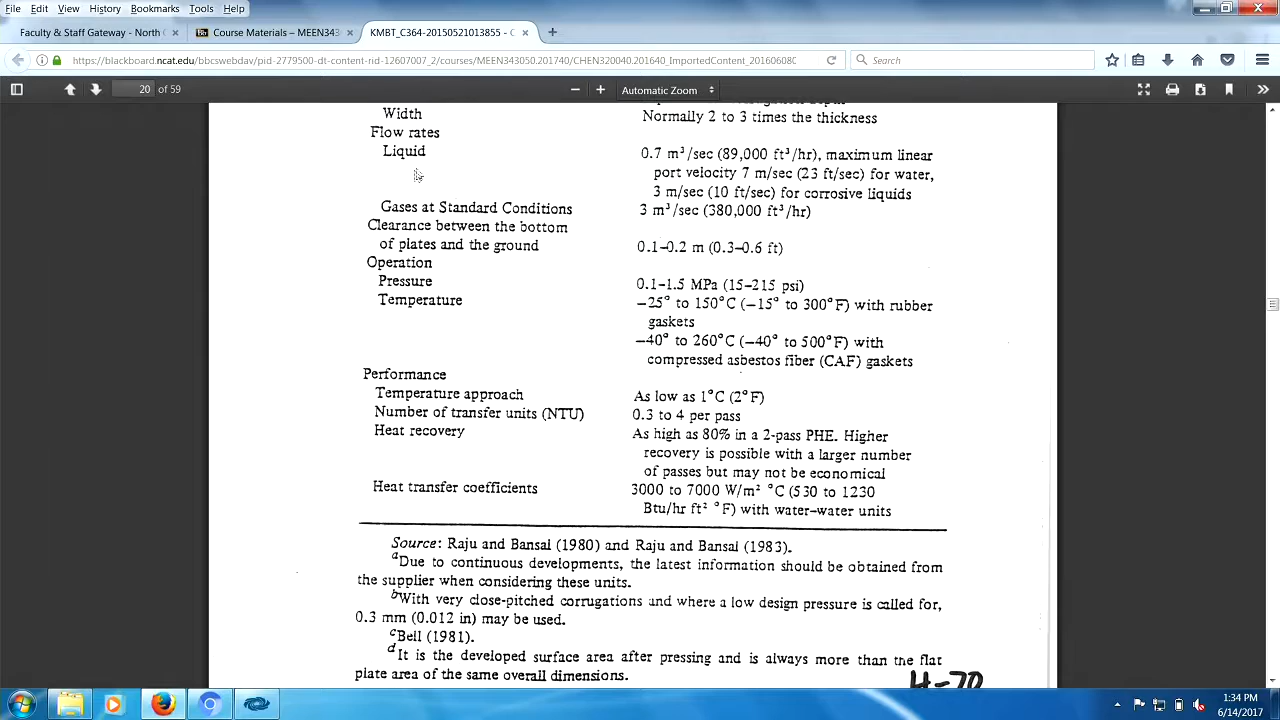 File Edit View History Bookmarks Tools Help
Faculty & Staff Gateway - North C
Course Materials – MEEN343
KMBT_C364-20150521013855 - C
https://blackboard.ncat.edu/bbcswebdav/pid-2779500-dt-content-rid-12607007_2/courses/MEEN343050.201740/CHEN320040.201640_ImportedContent_201606080
Search
20 of 59
Automatic Zoom
Width Normally 2 to 3 times the thickness
Flow rates
Liquid 0.7 m³/sec (89,000 ft³/hr), maximum linear
port velocity 7 m/sec (23 ft/sec) for water,
3 m/sec (10 ft/sec) for corrosive liquids
Gases at Standard Conditions 3 m³/sec (380,000 ft³/hr)
Clearance between the bottom
of plates and the ground 0.1–0.2 m (0.3–0.6 ft)
Operation
Pressure 0.1–1.5 MPa (15–215 psi)
Temperature −25° to 150°C (−15° to 300°F) with rubber
gaskets
−40° to 260°C (−40° to 500°F) with
compressed asbestos fiber (CAF) gaskets
Performance
Temperature approach As low as 1°C (2°F)
Number of transfer units (NTU) 0.3 to 4 per pass
Heat recovery As high as 80% in a 2-pass PHE. Higher
recovery is possible with a larger number
of passes but may not be economical
Heat transfer coefficients 3000 to 7000 W/m² °C (530 to 1230
Btu/hr ft² °F) with water–water units
Source: Raju and Bansal (1980) and Raju and Bansal (1983).
aDue to continuous developments, the latest information should be obtained from
the supplier when considering these units.
bWith very close-pitched corrugations and where a low design pressure is called for,
0.3 mm (0.012 in) may be used.
cBell (1981).
dIt is the developed surface area after pressing and is always more than the flat
plate area of the same overall dimensions.
1:34 PM
6/14/2017